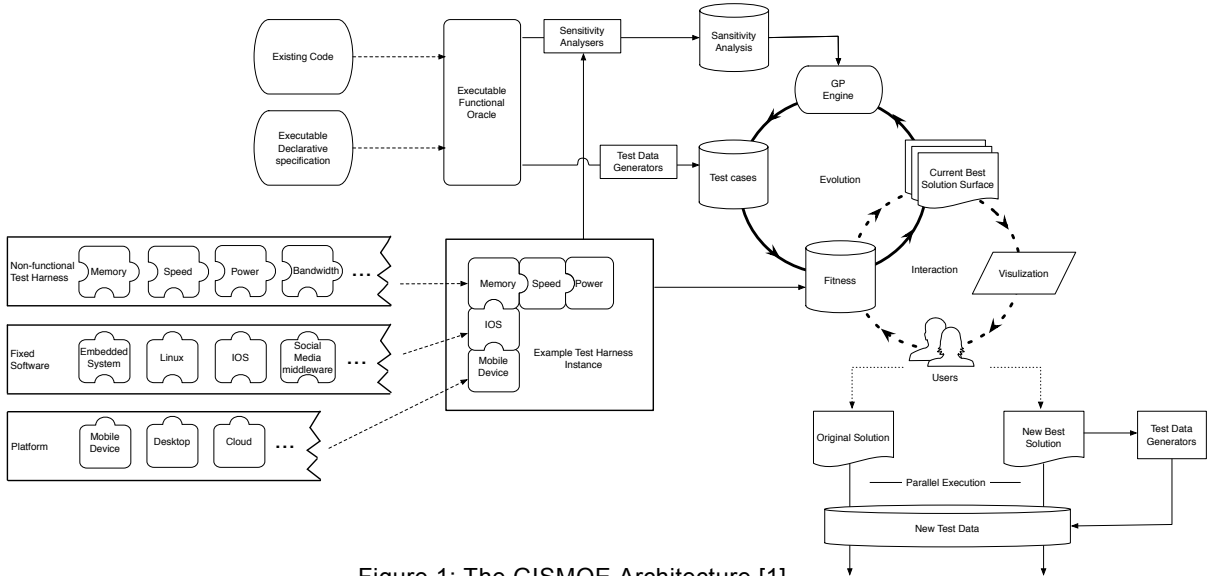 Existing Code
Executable
Declarative
specification
Executable
Functional
Oracle
Sensitivity
Analysers
Sanstivity
Analysis
GP
Engine
Test Data
Generators
Test cases
Evolution
Current Best
Solution Surface
Fitness
Interaction
Visulization
Users
Non-functional
Test Harness
Memory
Speed
Power
Bandwidth
...
Fixed
Software
Embedded
System
Linux
IOS
Social
Media
middleware
...
Platform
Mobile
Device
Desktop
Cloud
...
Memory
Speed
Power
IOS
Mobile
Device
Example Test Harness
Instance
Original Solution
New Best
Solution
Test Data
Generators
Parallel Execution
New Test Data
Figure 1: The GISMOE Architecture [1]